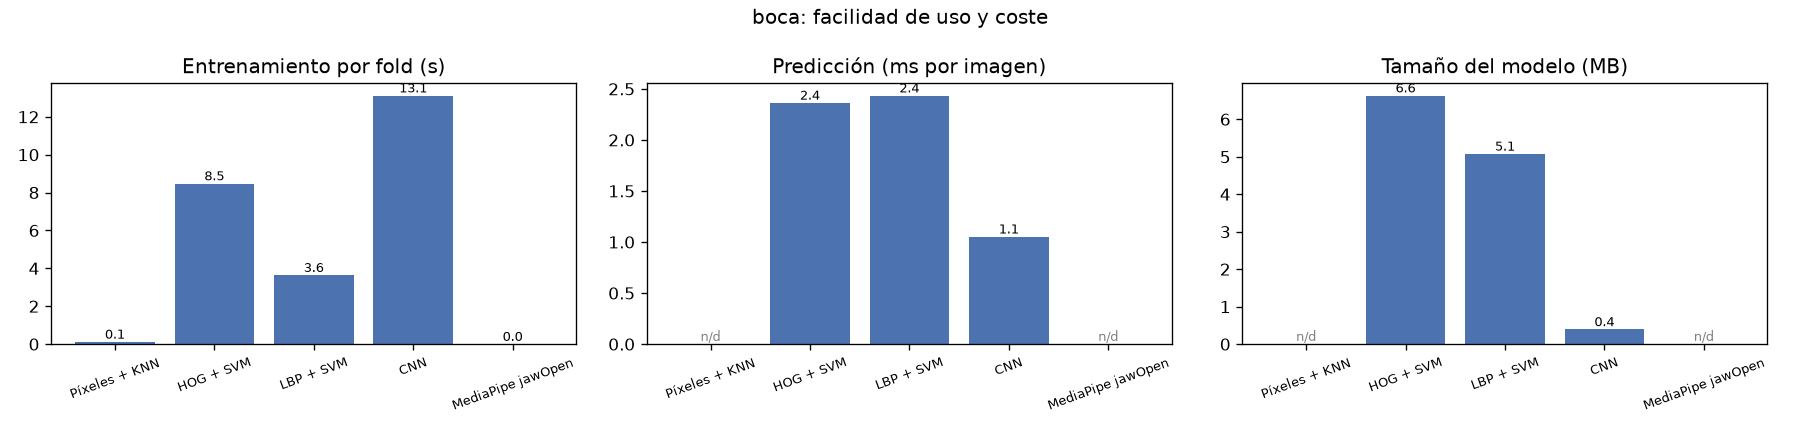 boca: facilidad de uso y coste
Entrenamiento por fold (s)
12
10
8
6
4
2
0
0.1
8.5
3.6
13.1
0.0
Píxeles + KNN
HOG + SVM
LBP + SVM
CNN
MediaPipe jawOpen
Predicción (ms por imagen)
2.5
2.0
1.5
1.0
0.5
0.0
n/d
2.4
2.4
1.1
n/d
Píxeles + KNN
HOG + SVM
LBP + SVM
CNN
MediaPipe jawOpen
Tamaño del modelo (MB)
6
5
4
3
2
1
0
n/d
6.6
5.1
0.4
n/d
Píxeles + KNN
HOG + SVM
LBP + SVM
CNN
MediaPipe jawOpen